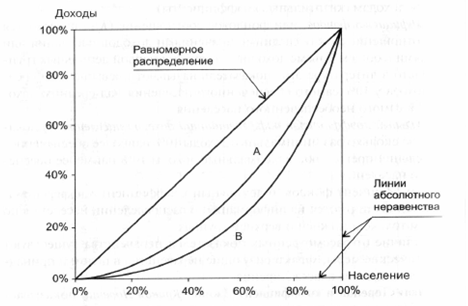 Доходы
100%
Равномерное
распределение
80%
60%
A
40%
Линии
абсолютного
неравенства
20%
B
0%
Население
0%
20%
40%
60%
80%
100%